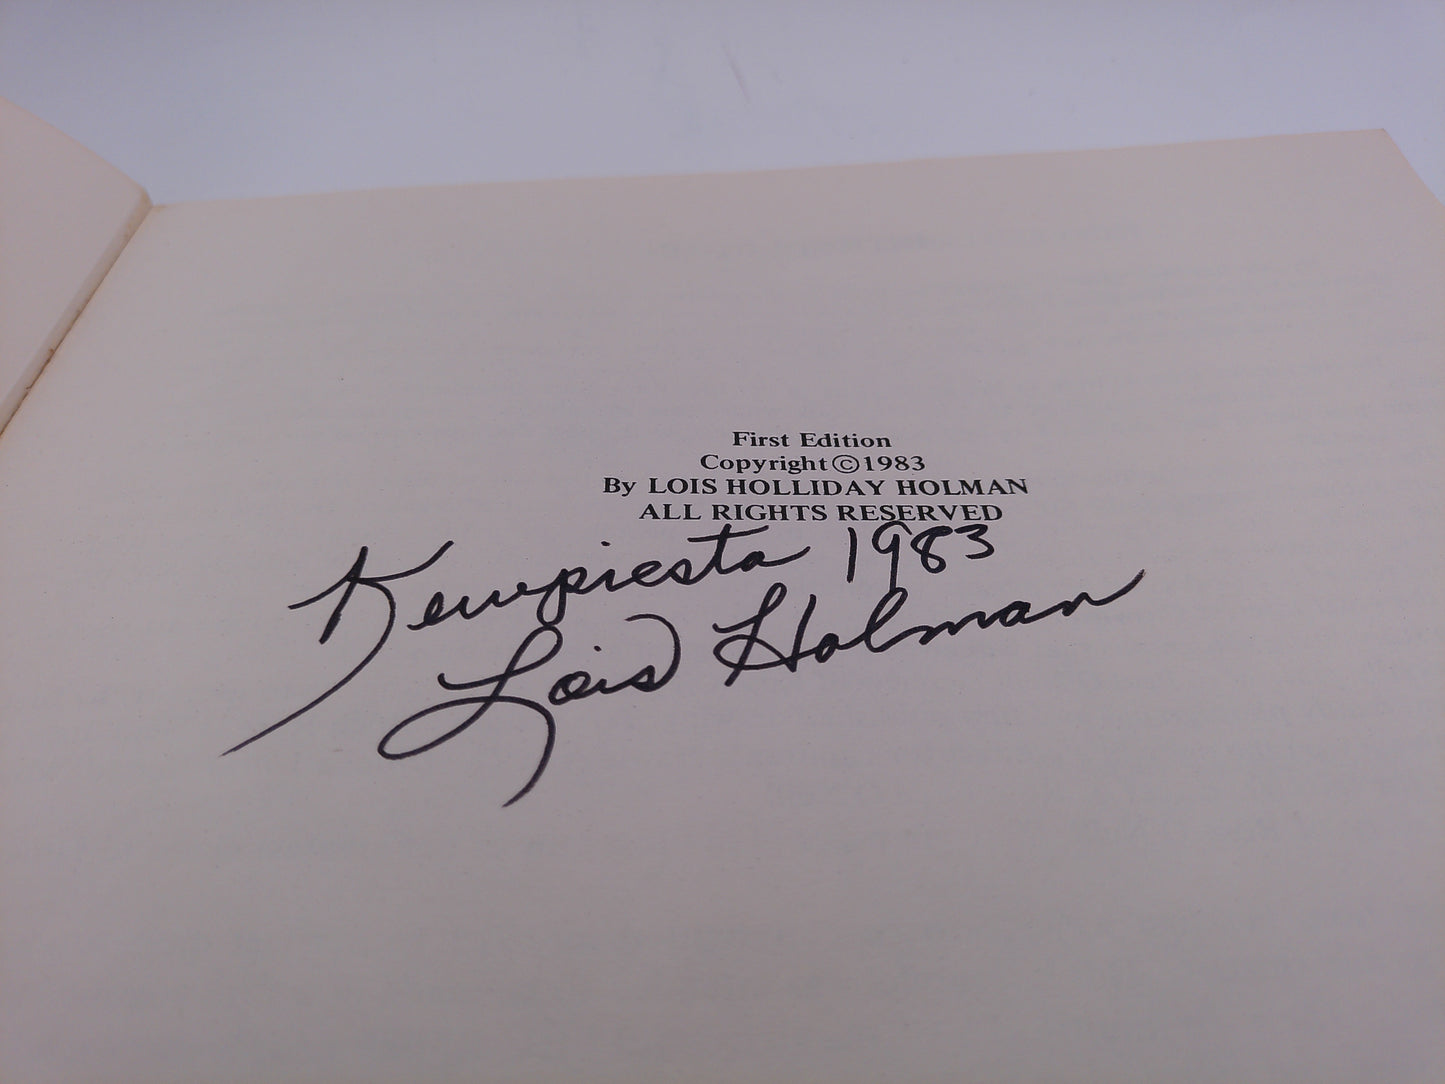 First Edition
Copyright ©1983
By LOIS HOLLIDAY HOLMAN
ALL RIGHTS RESERVED
Kewpiesta 1983
Lois Holman